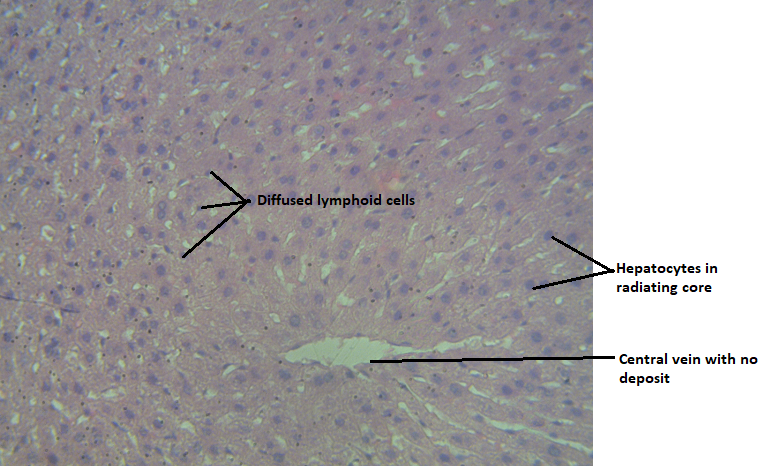 Diffused lymphoid cells
Hepatocytes in
radiating core
Central vein with no
deposit